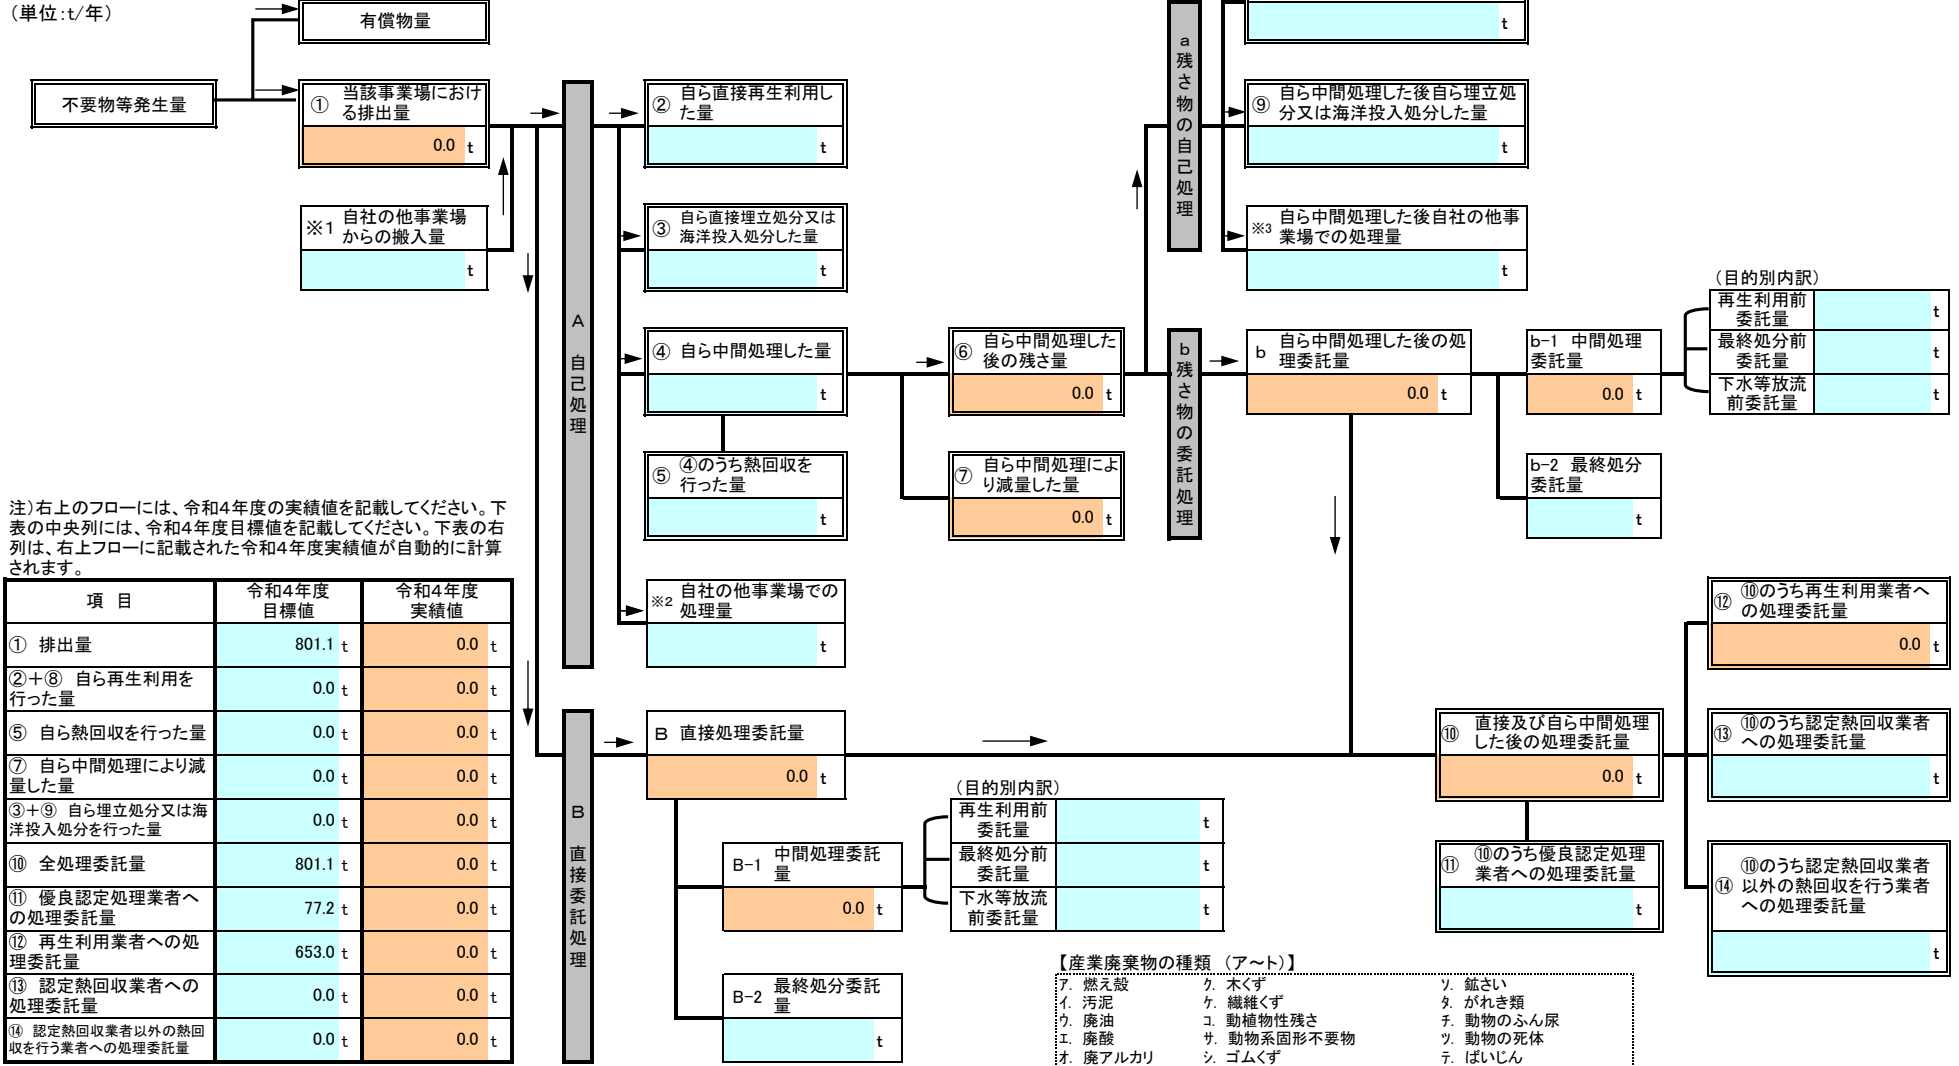 （単位:t/年）
有償物量
不要物等発生量
① 当該事業場におけ
る排出量
0.0 t
※1 自社の他事業場
からの搬入量
t
A 自己処理
② 自ら直接再生利用し
た量
t
③ 自ら直接埋立処分又は
海洋投入処分した量
t
④ 自ら中間処理した量
t
⑤ ④のうち熱回収を
行った量
t
※2 自社の他事業場での
処理量
t
⑥ 自ら中間処理した
後の残さ量
0.0 t
⑦ 自ら中間処理によ
り減量した量
0.0 t
a 残さ物の自己処理
t
⑨ 自ら中間処理した後自ら埋立処
分又は海洋投入処分した量
t
※3 自ら中間処理した後自社の他事
業場での処理量
t
b 残さ物の委託処理
b 自ら中間処理した後の処
理委託量
0.0 t
b-1 中間処理
委託量
0.0 t
b-2 最終処分
委託量
t
（目的別内訳）
再生利用前
委託量
t
最終処分前
委託量
t
下水等放流
前委託量
t
注）右上のフローには、令和4年度の実績値を記載してください。下
表の中央列には、令和4年度目標値を記載してください。下表の右
列は、右上フローに記載された令和4年度実績値が自動的に計算
されます。
項 目
令和4年度
目標値
令和4年度
実績値
① 排出量 801.1 t 0.0 t
②＋⑧ 自ら再生利用を
行った量 0.0 t 0.0 t
⑤ 自ら熱回収を行った量 0.0 t 0.0 t
⑦ 自ら中間処理により減
量した量 0.0 t 0.0 t
③＋⑨ 自ら埋立処分又は海
洋投入処分を行った量 0.0 t 0.0 t
⑩ 全処理委託量 801.1 t 0.0 t
⑪ 優良認定処理業者へ
の処理委託量 77.2 t 0.0 t
⑫ 再生利用業者への処
理委託量 653.0 t 0.0 t
⑬ 認定熱回収業者への
処理委託量 0.0 t 0.0 t
⑭ 認定熱回収業者以外の熱回
収を行う業者への処理委託量 0.0 t 0.0 t
B 直接委託処理
B 直接処理委託量
0.0 t
B-1 中間処理委託
量
0.0 t
B-2 最終処分委託
量
t
（目的別内訳）
再生利用前
委託量
t
最終処分前
委託量
t
下水等放流
前委託量
t
⑩ 直接及び自ら中間処理
した後の処理委託量
0.0 t
⑪ ⑩のうち優良認定処理
業者への処理委託量
t
⑫ ⑩のうち再生利用業者へ
の処理委託量
0.0 t
⑬ ⑩のうち認定熱回収業者
への処理委託量
t
⑭ ⑩のうち認定熱回収業者
以外の熱回収を行う業者
への処理委託量
t
【産業廃棄物の種類 （ア～ト）】
ア. 燃え殻 ク. 木くず ソ. 鉱さい
イ. 汚泥 ケ. 繊維くず タ. がれき類
ウ. 廃油 コ. 動植物性残さ チ. 動物のふん尿
エ. 廃酸 サ. 動物系固形不要物 ツ. 動物の死体
オ. 廃アルカリ シ. ゴムくず テ. ばいじん